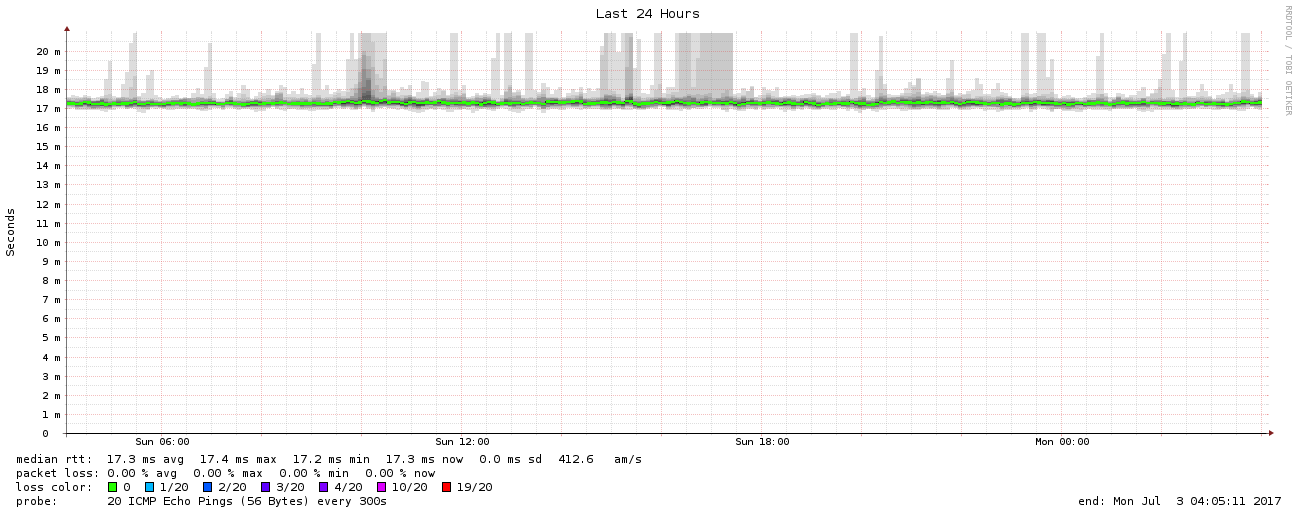 Last 24 Hours
RRDTOOL / TOBI OETIKER
Seconds
20 m
19 m
18 m
17 m
16 m
15 m
14 m
13 m
12 m
11 m
10 m
9 m
8 m
7 m
6 m
5 m
4 m
3 m
2 m
1 m
0
Sun 06:00 Sun 12:00 Sun 18:00 Mon 00:00
median rtt: 17.3 ms avg 17.4 ms max 17.2 ms min 17.3 ms now 0.0 ms sd 412.6 am/s
packet loss: 0.00 % avg 0.00 % max 0.00 % min 0.00 % now
loss color: 0 1/20 2/20 3/20 4/20 10/20 19/20
probe: 20 ICMP Echo Pings (56 Bytes) every 300s end: Mon Jul 3 04:05:11 2017